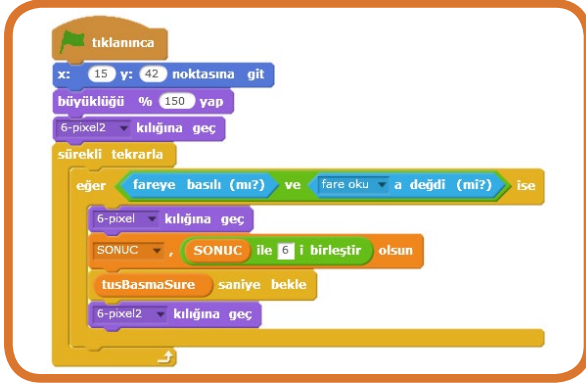 tıklanınca
x: 15 y: 42 noktasına git
büyüklüğü % 150 yap
6-pixel2 kılığına geç
sürekli tekrarla
eğer fareye basılı (mı?) ve fare oku a değdi (mi?) ise
6-pixel kılığına geç
SONUC , SONUC ile 6 i birleştir olsun
tusBasmaSure saniye bekle
6-pixel2 kılığına geç